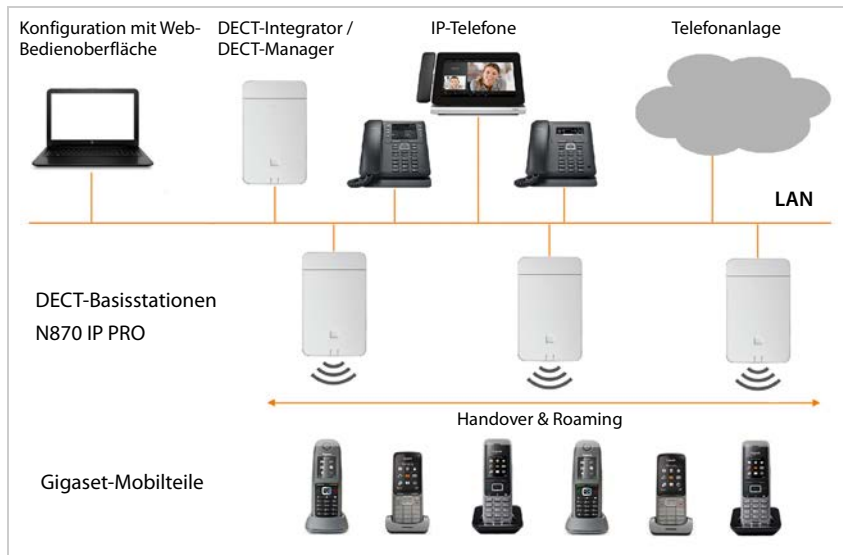 Konfiguration mit Web-
Bedienoberfläche
DECT-Integrator /
DECT-Manager
IP-Telefone
Telefonanlage
LAN
DECT-Basisstationen
N870 IP PRO
Handover & Roaming
Gigaset-Mobilteile